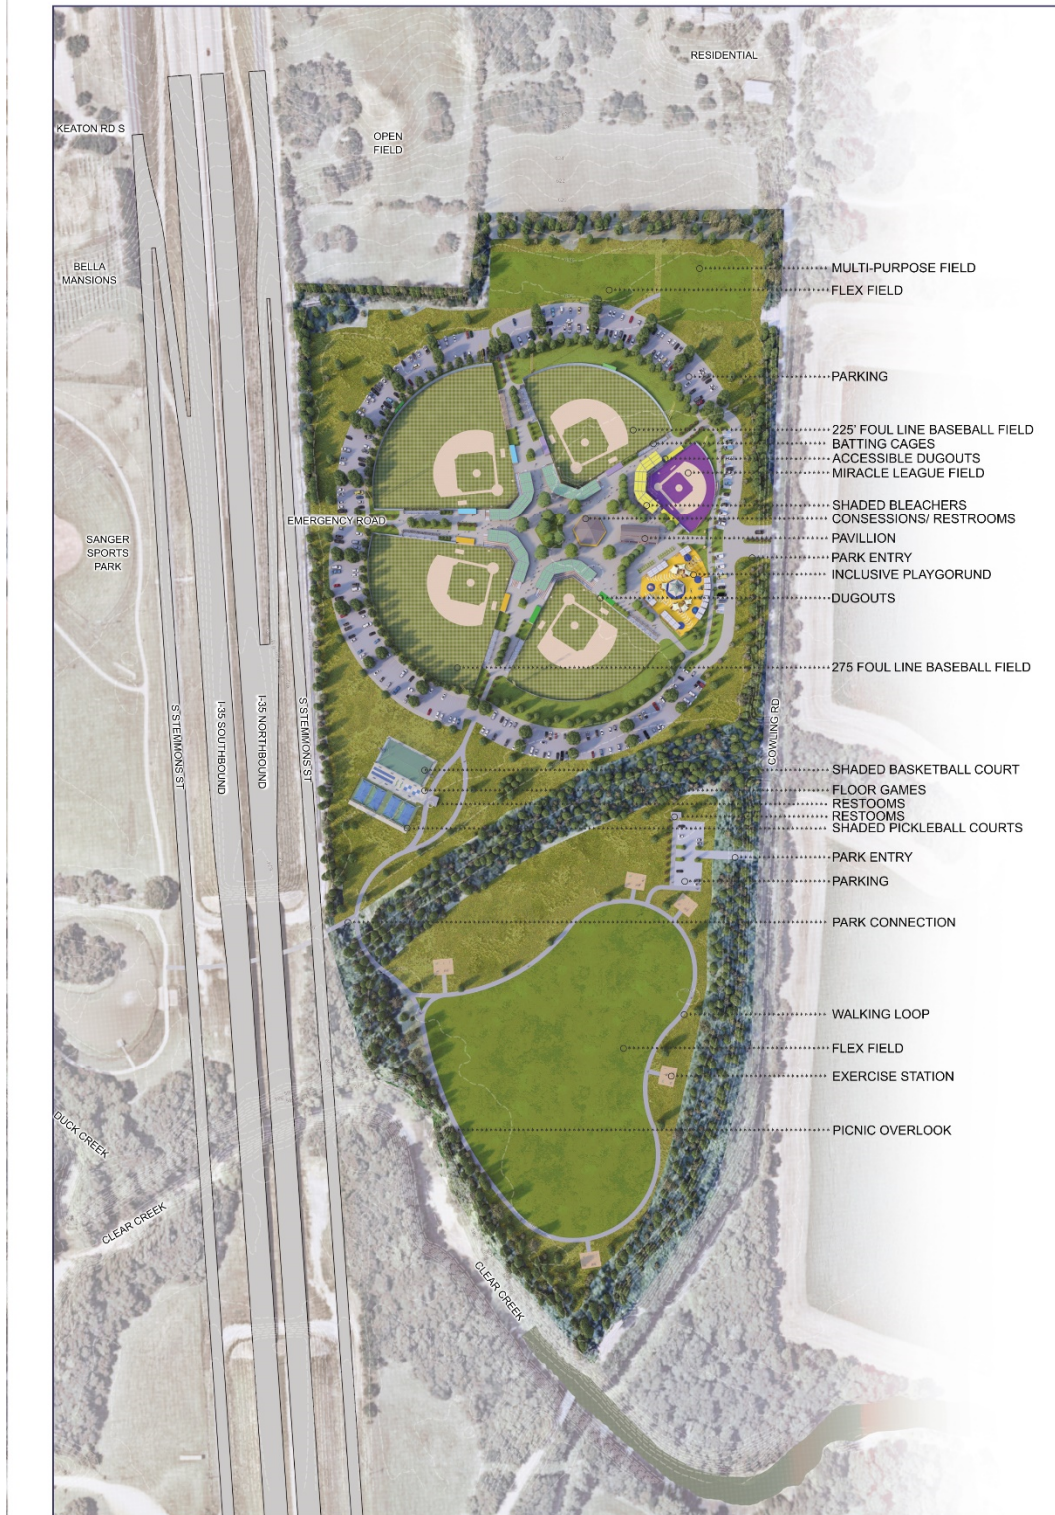 RESIDENTIAL
KEATON RD S
OPEN
FIELD
BELLA
MANSIONS
MULTI-PURPOSE FIELD
FLEX FIELD
PARKING
225' FOUL LINE BASEBALL FIELD
BATTING CAGES
ACCESSIBLE DUGOUTS
MIRACLE LEAGUE FIELD
SHADED BLEACHERS
CONSESSIONS/ RESTROOMS
EMERGENCY ROAD
PAVILLION
SANGER
SPORTS
PARK
PARK ENTRY
INCLUSIVE PLAYGORUND
DUGOUTS
275 FOUL LINE BASEBALL FIELD
S STEMMONS ST
I-35 SOUTHBOUND
I-35 NORTHBOUND
S STEMMONS ST
COWLING RD
SHADED BASKETBALL COURT
FLOOR GAMES
RESTOOMS
RESTOOMS
SHADED PICKLEBALL COURTS
PARK ENTRY
PARKING
PARK CONNECTION
WALKING LOOP
FLEX FIELD
EXERCISE STATION
PICNIC OVERLOOK
DUCK CREEK
CLEAR CREEK
CLEAR CREEK